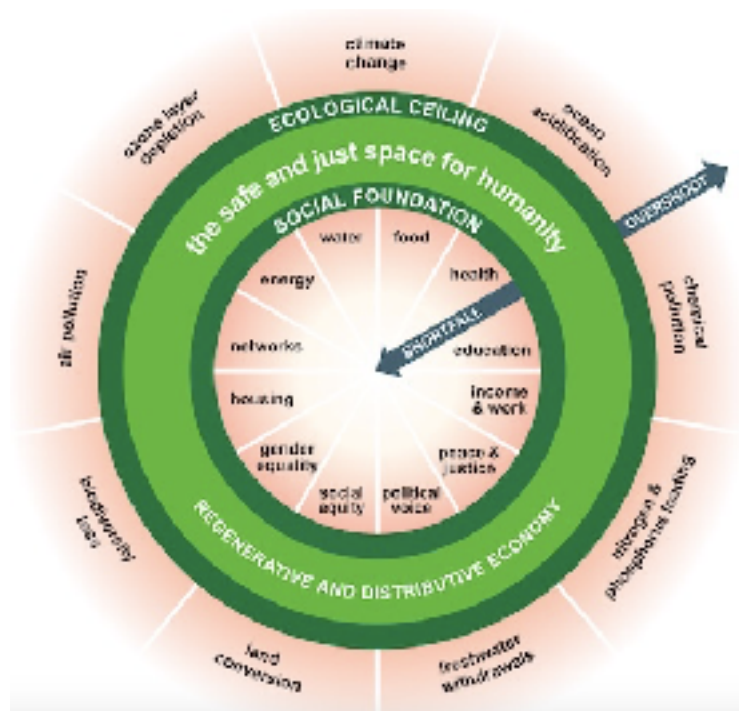 climate
change
ocean
acidification
chemical
pollution
nitrogen &
phosphorus loading
freshwater
withdrawals
land
conversion
biodiversity
loss
air pollution
ozone layer
depletion
ECOLOGICAL CEILING
the safe and just space for humanity
SOCIAL FOUNDATION
OVERSHOOT
SHORTFALL
water
food
health
education
income
& work
peace &
justice
political
voice
social
equity
gender
equality
housing
networks
energy
REGENERATIVE AND DISTRIBUTIVE ECONOMY